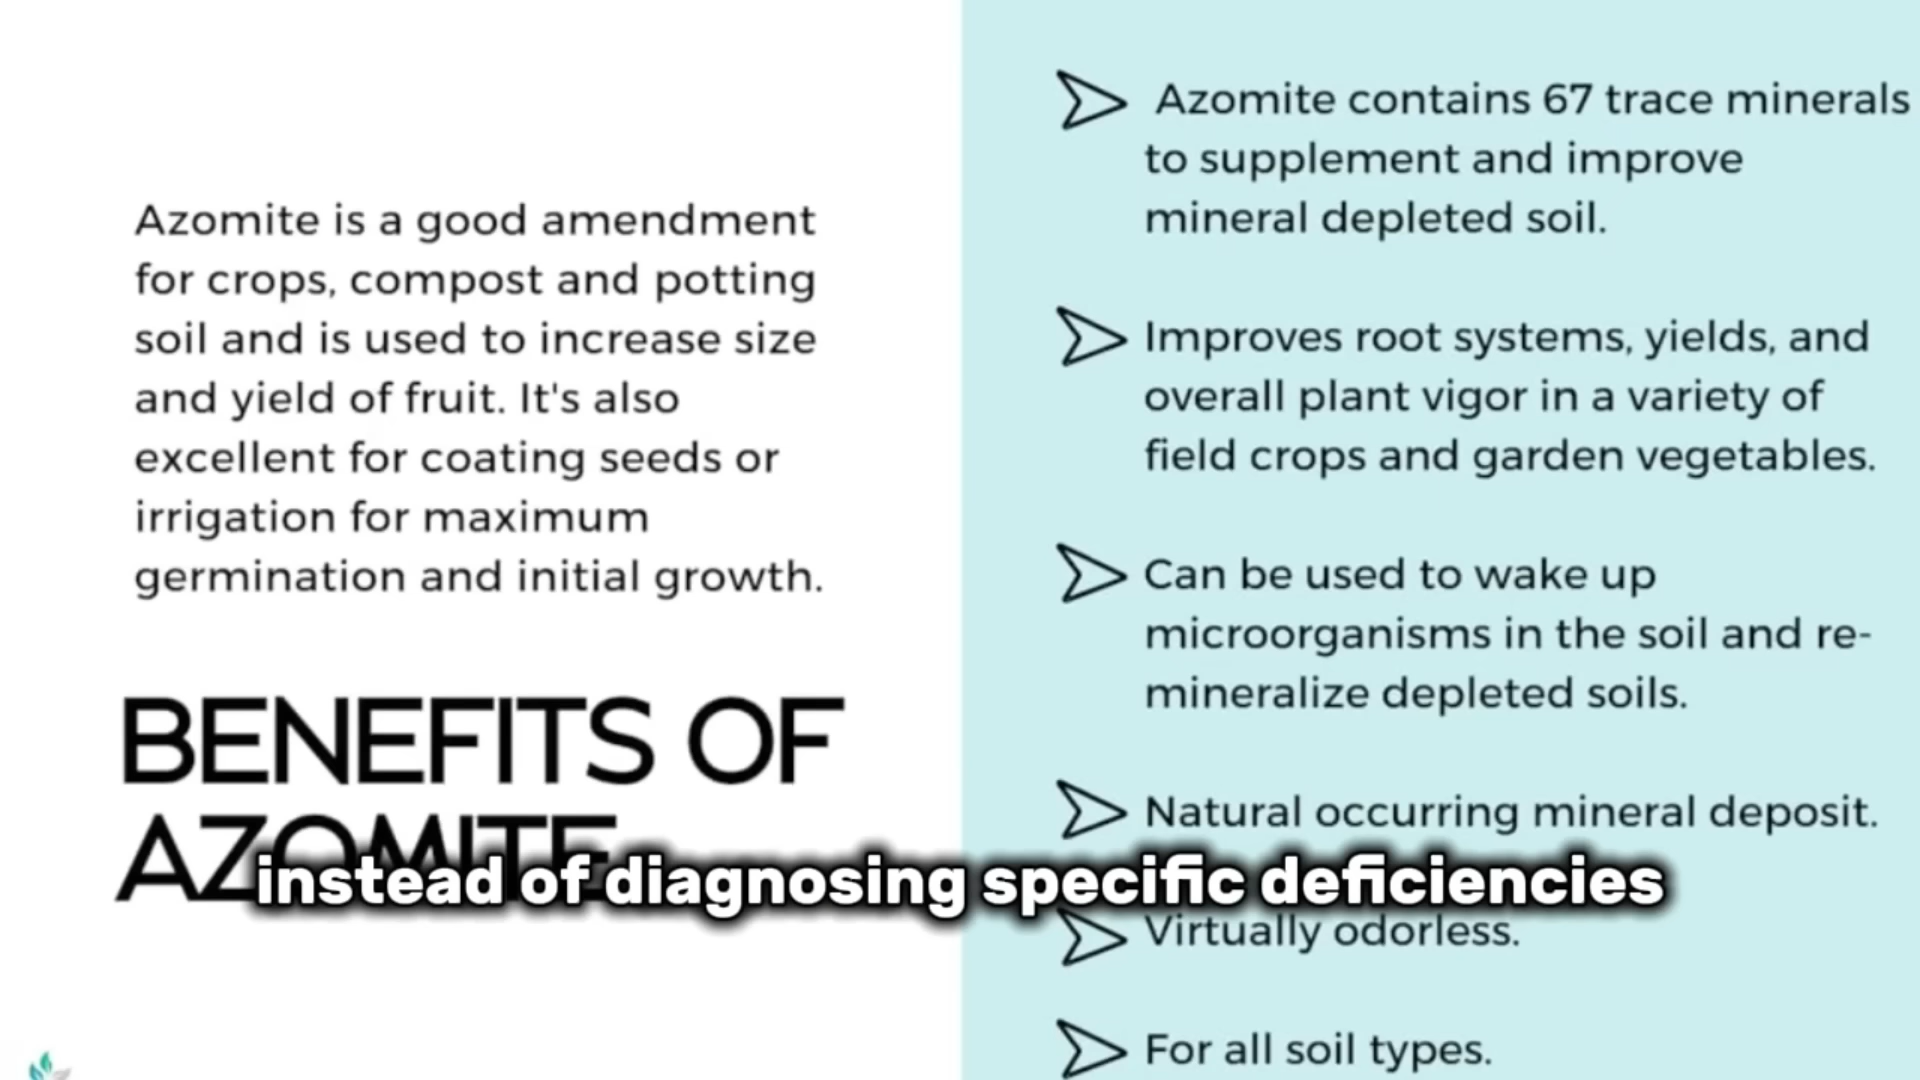 Azomite is a good amendment
for crops, compost and potting
soil and is used to increase size
and yield of fruit. It's also
excellent for coating seeds or
irrigation for maximum
germination and initial growth.
BENEFITS OF
AZOMITE
Azomite contains 67 trace minerals
to supplement and improve
mineral depleted soil.
Improves root systems, yields, and
overall plant vigor in a variety of
field crops and garden vegetables.
Can be used to wake up
microorganisms in the soil and re-
mineralize depleted soils.
Natural occurring mineral deposit.
Virtually odorless.
For all soil types.
instead of diagnosing specific deficiencies